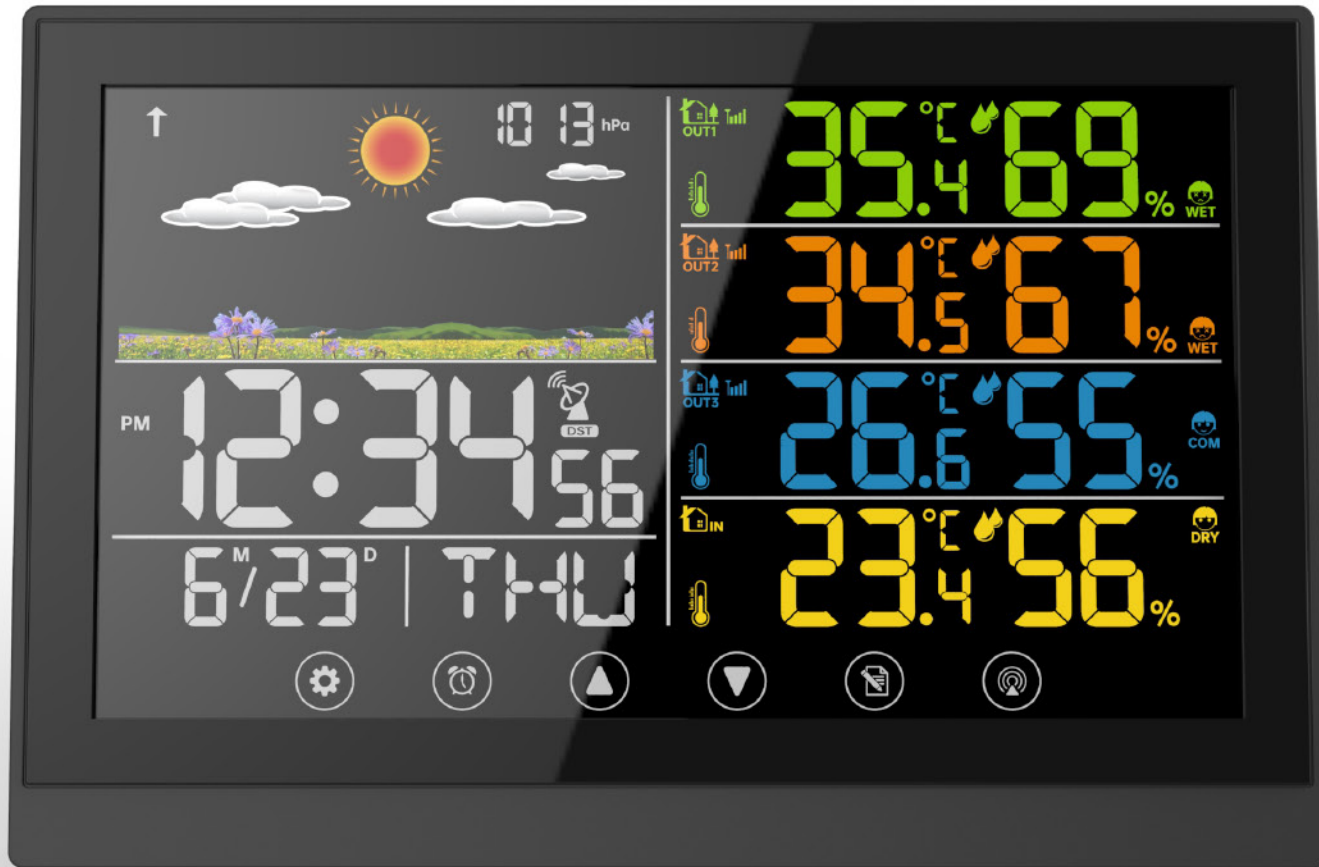 ↑ 1013 hPa
PM 12:34 56
DST
6 M / 23 D THU
OUT1 35.4 °C 69 % WET
OUT2 34.5 °C 67 % WET
OUT3 26.6 °C 55 % COM
IN 23.4 °C 56 % DRY